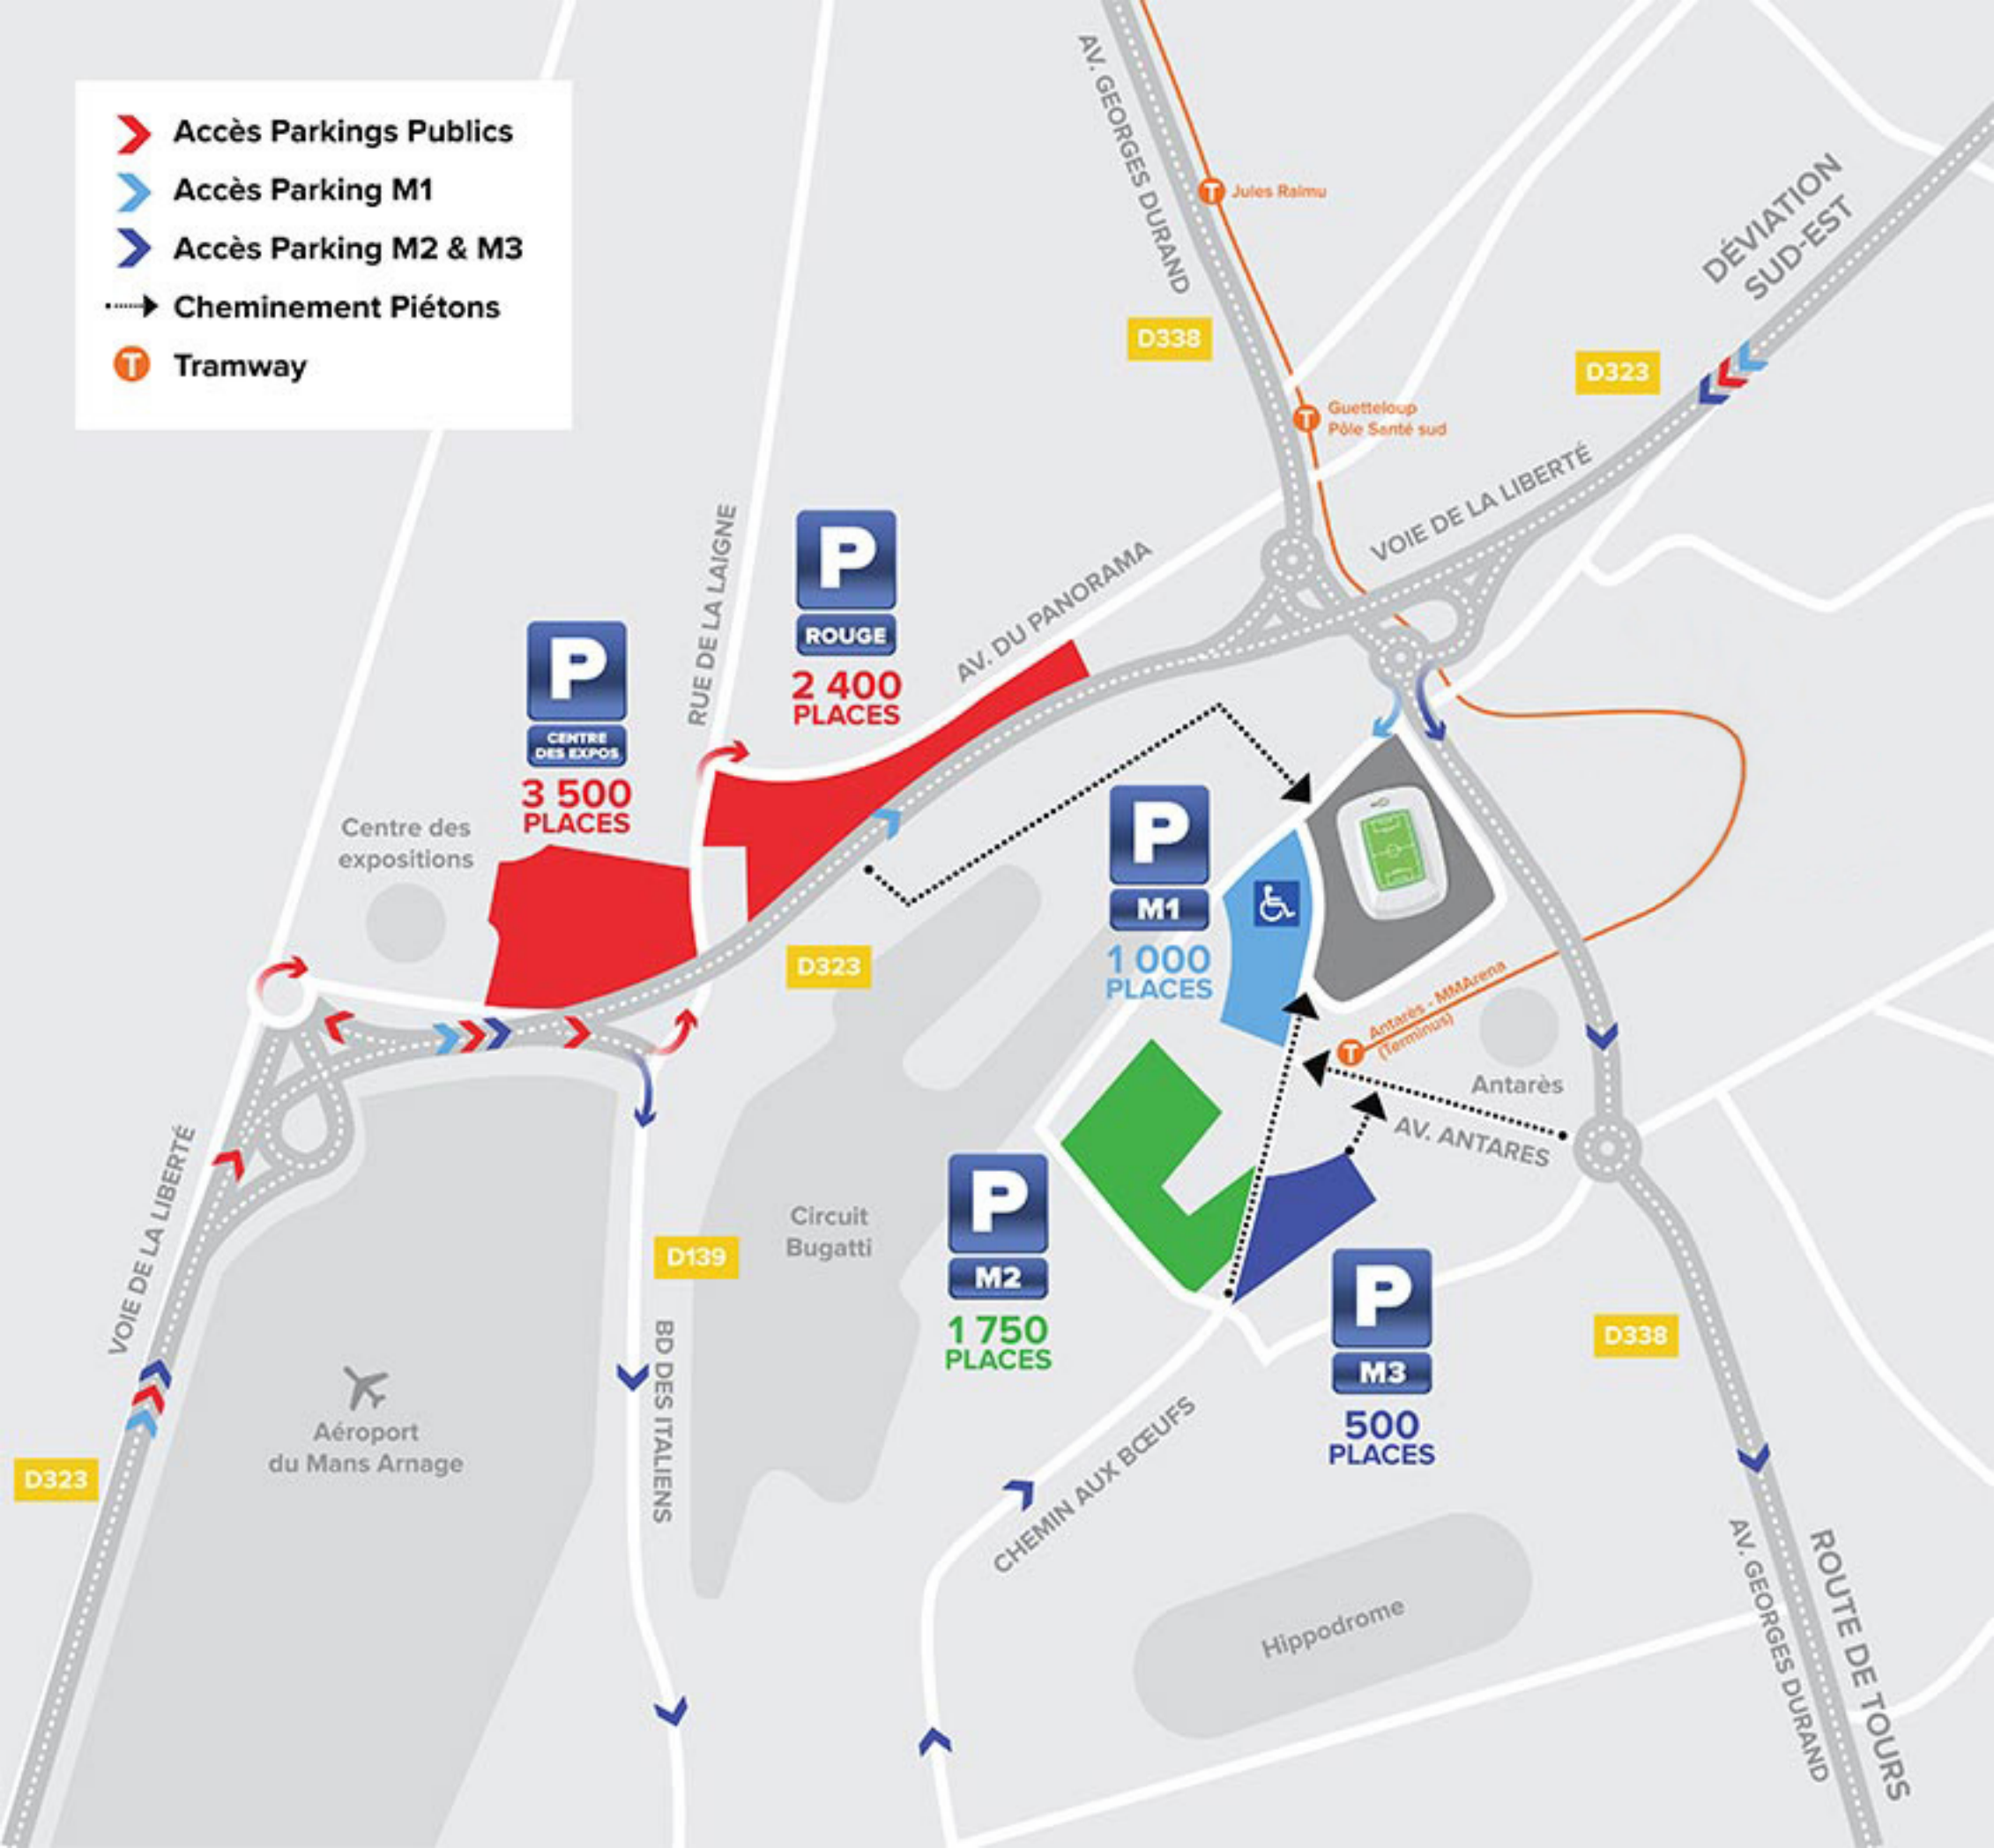 Accès Parkings Publics
Accès Parking M1
Accès Parking M2 & M3
Cheminement Piétons
T
Tramway
AV. GEORGES DURAND
T
Jules Raimu
D338
T
Guetteloup
Pôle Santé sud
DÉVIATION
SUD-EST
D323
VOIE DE LA LIBERTÉ
RUE DE LA LAIGNE
P
ROUGE
2 400
PLACES
AV. DU PANORAMA
P
CENTRE
DES EXPOS
3 500
PLACES
Centre des
expositions
D323
P
M1
1 000
PLACES
Antarès - MMArena
(Terminus)
T
Antarès
AV. ANTARES
VOIE DE LA LIBERTÉ
Circuit
Bugatti
D139
BD DES ITALIENS
P
M2
1 750
PLACES
P
M3
500
PLACES
D338
Aéroport
du Mans Arnage
D323
CHEMIN AUX BŒUFS
Hippodrome
AV. GEORGES DURAND
ROUTE DE TOURS